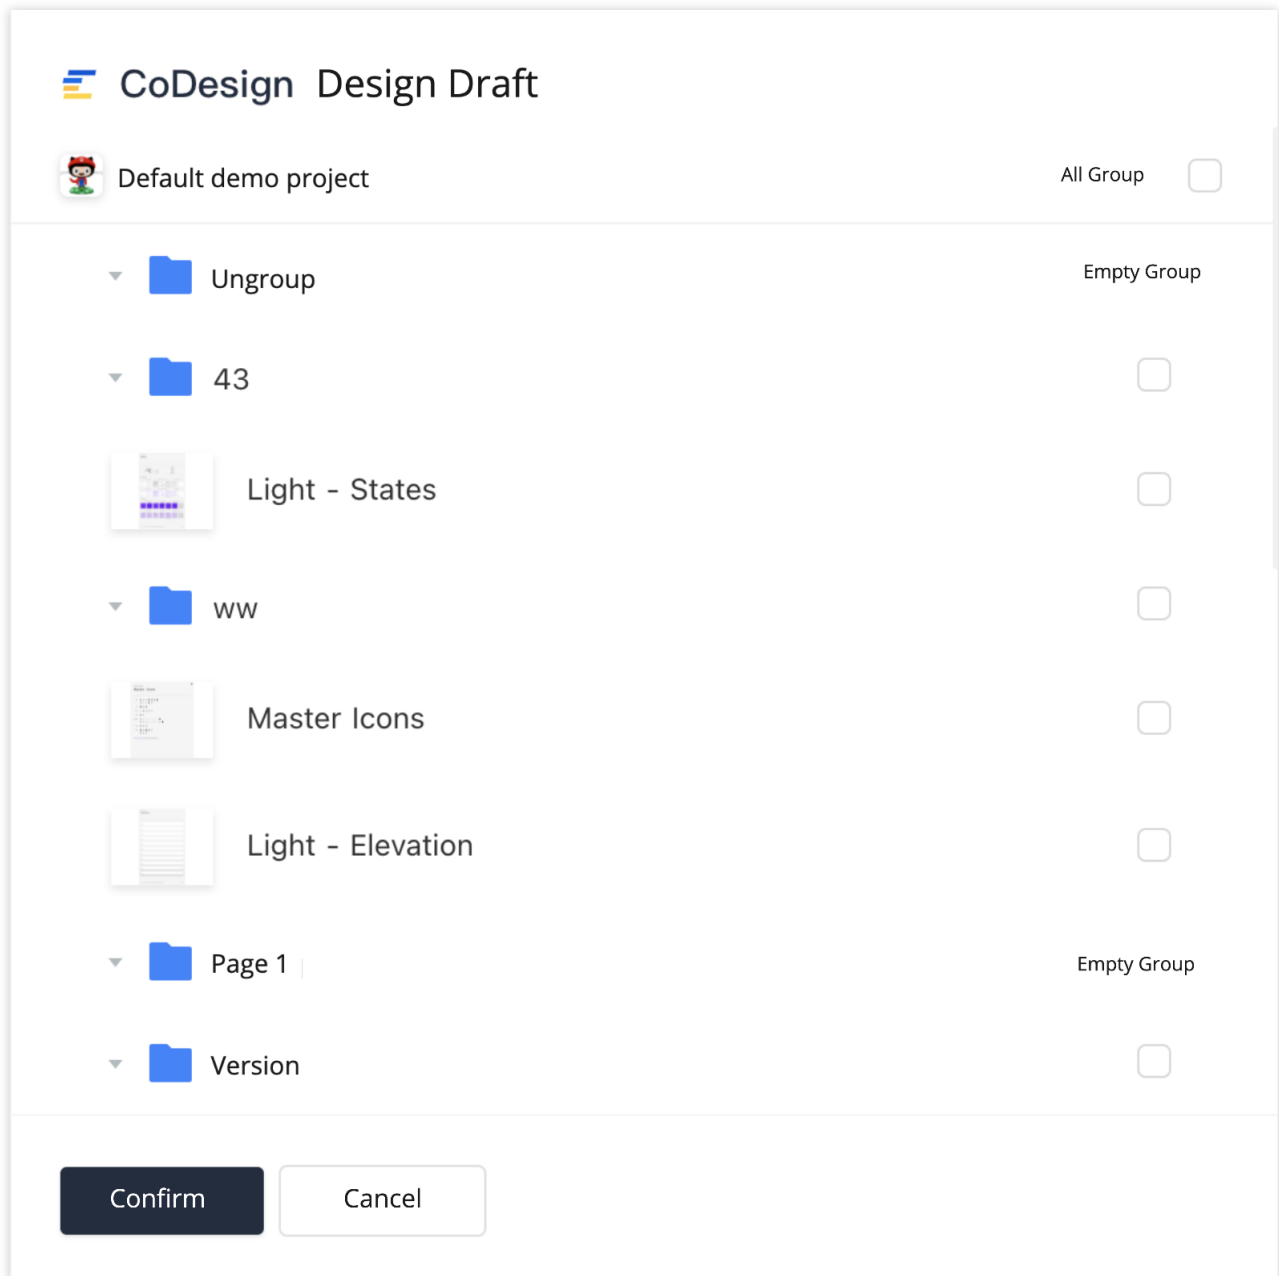 CoDesign Design Draft
Default demo project
All Group
Ungroup
Empty Group
43
Light - States
ww
Master Icons
Light - Elevation
Page 1
Empty Group
Version
Confirm
Cancel